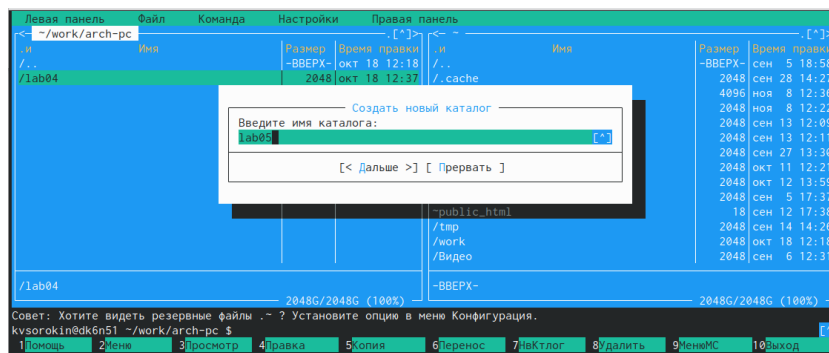 Левая панель Файл Команда Настройки Правая панель
<— ~/work/arch-pc .[^]> <— ~ .[^]>
.и Имя Размер Время правки .и Имя Размер Время правки
/.. -ВВЕРХ- окт 18 12:18 /.. -ВВЕРХ- сен 5 18:58
/lab04 2048 окт 18 12:37 /.cache 2048 сен 28 14:27
4096 ноя 8 12:36
Создать новый каталог 2048 ноя 8 12:22
Введите имя каталога: 2048 сен 13 12:09
lab05 [^] 2048 сен 13 12:11
2048 сен 27 13:30
[< Дальше >] [ Прервать ] 2048 окт 11 12:21
2048 окт 12 13:59
2048 сен 5 17:37
~public_html 18 сен 12 17:38
/tmp 2048 сен 14 14:26
/work 2048 окт 18 12:18
/Видео 2048 сен 6 12:31
/lab04 -ВВЕРХ-
2048G/2048G (100%) 2048G/2048G (100%)
Совет: Хотите видеть резервные файлы .~ ? Установите опцию в меню Конфигурация.
kvsorokin@dk6n51 ~/work/arch-pc $ [^]
1Помощь 2Меню 3Просмотр 4Правка 5Копия 6Перенос 7НвКтлог 8Удалить 9МенюMC 10Выход